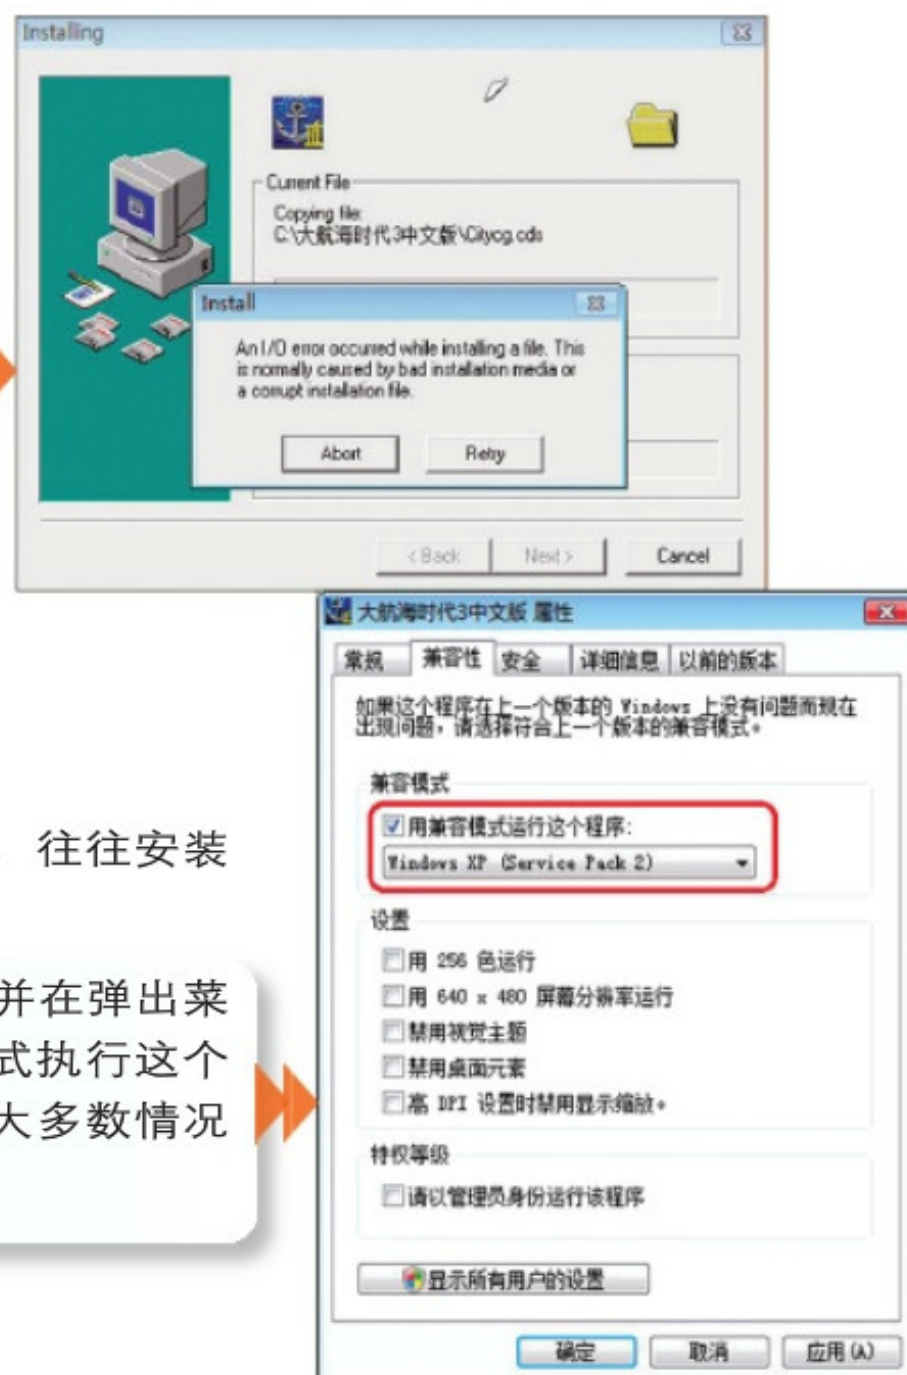 Installing
Current File
Copying file:
C:\大航海时代3中文版\Citycg.cds
Install
An I/O error occurred while installing a file. This
is normally caused by bad installation media or
a corrupt installation file.
Abort
Retry
< Back
Next >
Cancel
大航海时代3中文版 属性
常规 兼容性 安全 详细信息 以前的版本
如果这个程序在上一个版本的 Windows 上没有问题而现在
出现问题，请选择符合上一个版本的兼容模式。
兼容模式
用兼容模式运行这个程序:
Windows XP (Service Pack 2)
设置
用 256 色运行
用 640 x 480 屏幕分辨率运行
禁用视觉主题
禁用桌面元素
高 DPI 设置时禁用显示缩放。
特权等级
请以管理员身份运行该程序
显示所有用户的设置
确定
取消
应用(A)
往往安装
并在弹出菜
式执行这个
大多数情况